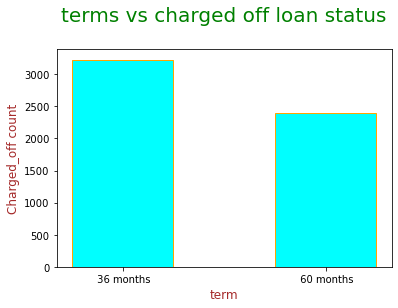 terms vs charged off loan status
Charged_off count
3000
2500
2000
1500
1000
500
0
36 months
60 months
term